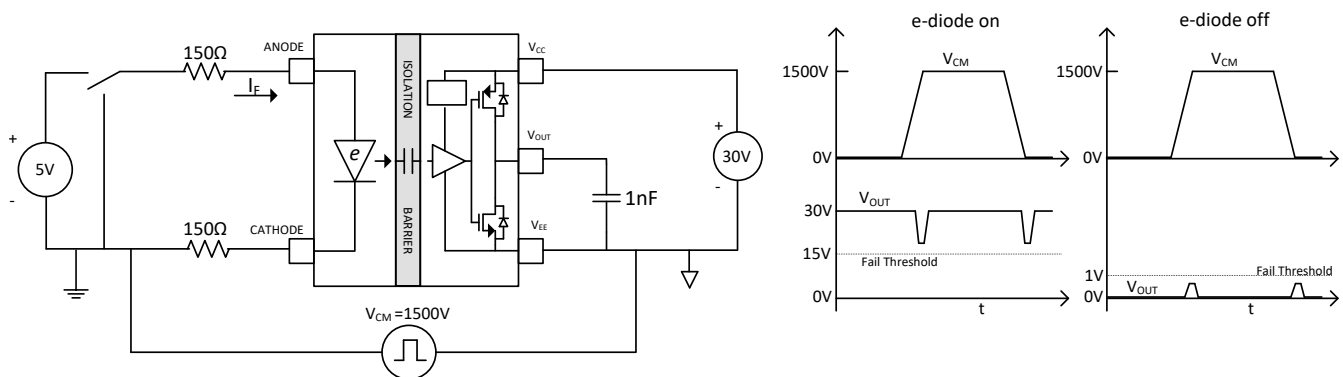 150Ω
ANODE
I_F
+
5V
-
150Ω
CATHODE
e
ISOLATION
BARRIER
V_CC
V_OUT
V_EE
1nF
+
30V
-
V_CM =1500V
e-diode on
1500V
V_CM
0V
V_OUT
30V
15V
Fail Threshold
0V
t
e-diode off
1500V
V_CM
0V
1V
Fail Threshold
V_OUT
0V
t